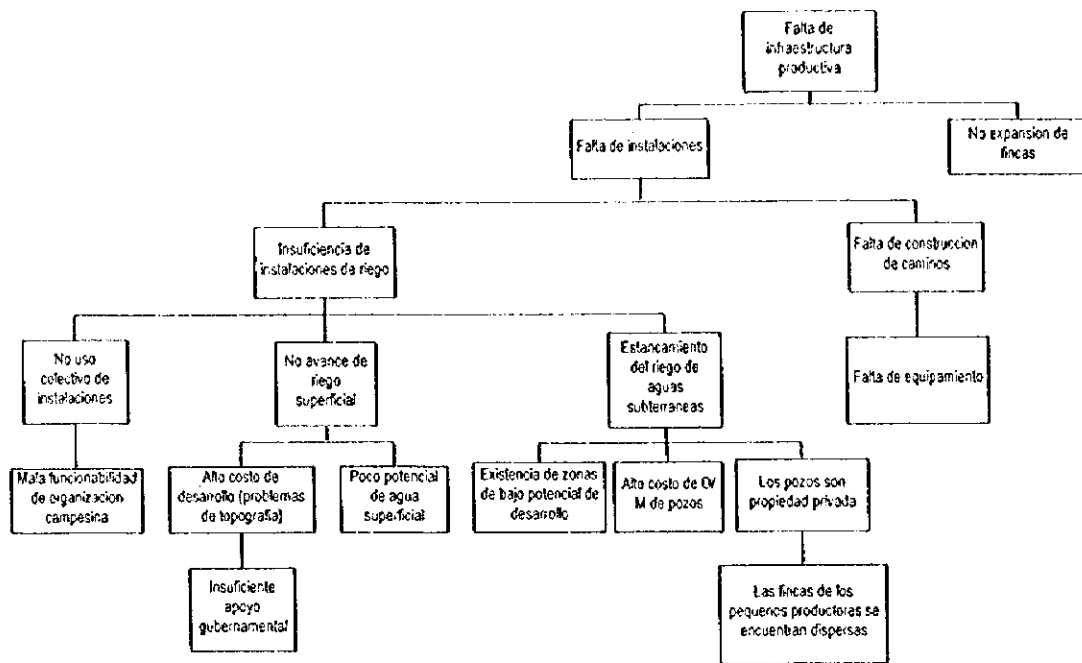 Falta de
infraestructura
productiva
Falta de instalaciones
No expansion de
fincas
Insuficiencia de
instalaciones de riego
Falta de construccion
de caminos
No uso
colectivo de
instalaciones
No avance de
riego
superficial
Estancamiento
del riego de
aguas
subterraneas
Falta de equipamiento
Mala funcionabilidad
de organizacion
campesina
Alto costo de
desarrollo (problemas
de topografia)
Poco potencial
de agua
superficial
Existencia de zonas
de bajo potencial de
desarrollo
Alto costo de O/
M de pozos
Los pozos son
propiedad privada
Insuficiente
apoyo
gubernamental
Las fincas de los
pequenos productoras se
encuentran dispersas